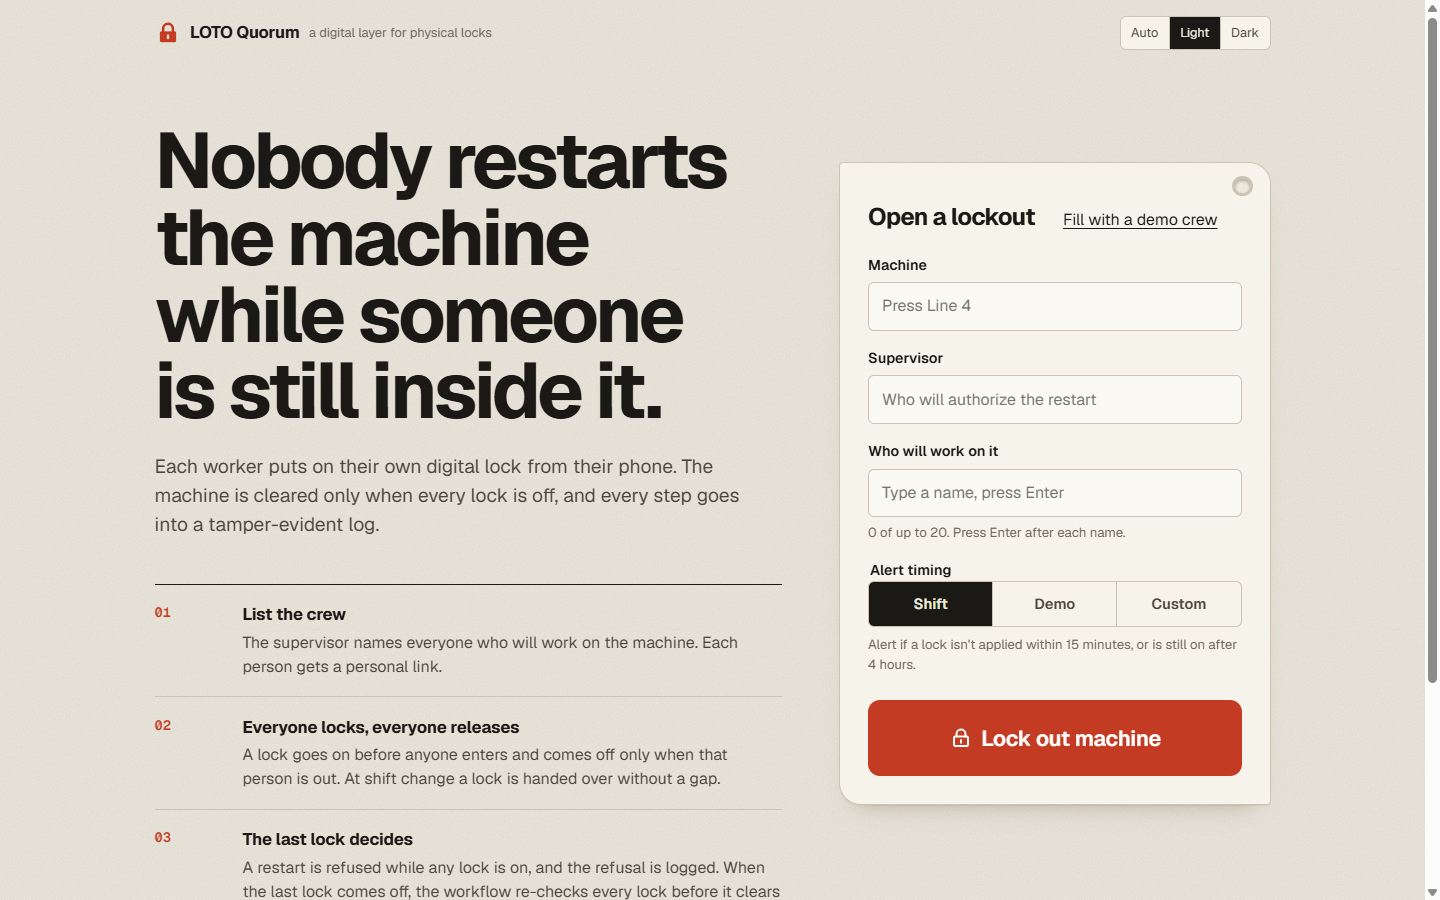 LOTO Quorum a digital layer for physical locks
Auto Light Dark
Nobody restarts
the machine
while someone
is still inside it.
Each worker puts on their own digital lock from their phone. The
machine is cleared only when every lock is off, and every step goes
into a tamper-evident log.
01 List the crew
The supervisor names everyone who will work on the machine. Each
person gets a personal link.
02 Everyone locks, everyone releases
A lock goes on before anyone enters and comes off only when that
person is out. At shift change a lock is handed over without a gap.
03 The last lock decides
A restart is refused while any lock is on, and the refusal is logged. When
the last lock comes off, the workflow re-checks every lock before it clears
Open a lockout Fill with a demo crew
Machine
Press Line 4
Supervisor
Who will authorize the restart
Who will work on it
Type a name, press Enter
0 of up to 20. Press Enter after each name.
Alert timing
Shift Demo Custom
Alert if a lock isn't applied within 15 minutes, or is still on after
4 hours.
Lock out machine